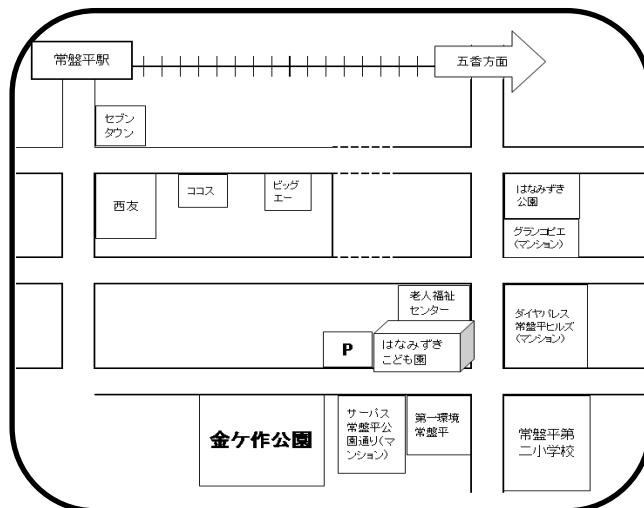 常盤平駅
五香方面
セブン
タウン
西友
ココス
ビッグ
エー
はなみずき
公園
グランコピエ
(マンション)
老人福祉
センター
P
はなみずき
こども園
ダイヤパレス
常盤平ヒルズ
(マンション)
金ケ作公園
サーパス
常盤平公
園通り(マ
ンション)
第一環境
常盤平
常盤平第
二小学校